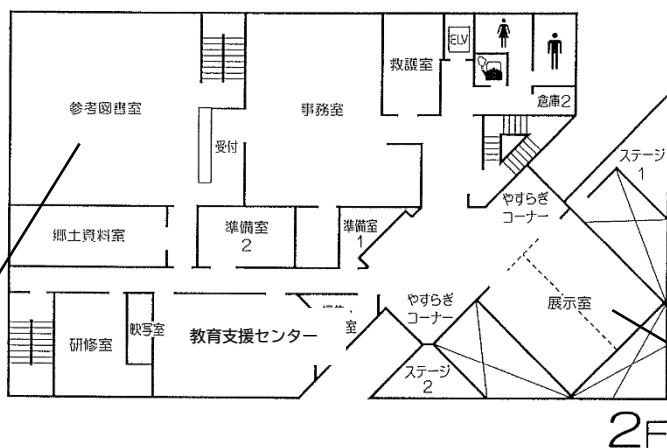 ELV
救護室
参考図書室
事務室
倉庫2
受付
ステージ
1
やすらぎ
コーナー
郷土資料室
準備室
2
準備室
1
展示室
やすらぎ
コーナー
研修室
映写室
教育支援センター
室
ステージ
2
2F